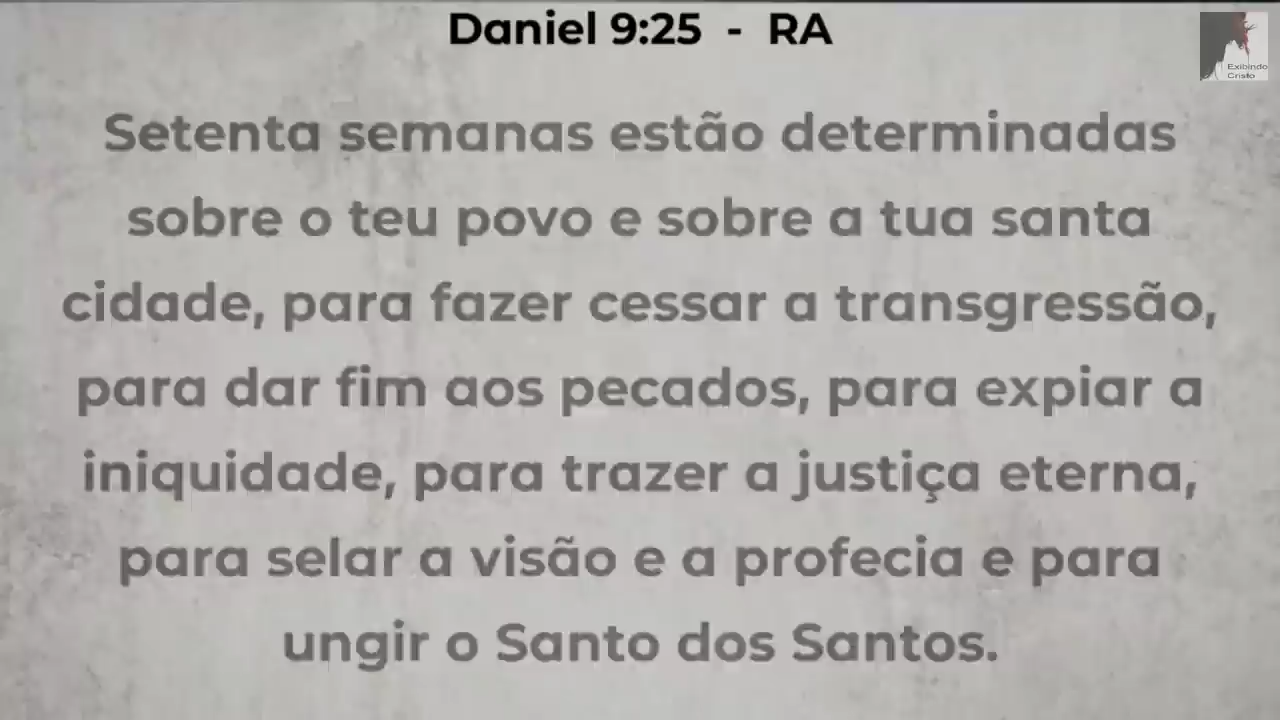 Daniel 9:25 - RA
Exibindo
Cristo
Setenta semanas estão determinadas
sobre o teu povo e sobre a tua santa
cidade, para fazer cessar a transgressão,
para dar fim aos pecados, para expiar a
iniquidade, para trazer a justiça eterna,
para selar a visão e a profecia e para
ungir o Santo dos Santos.